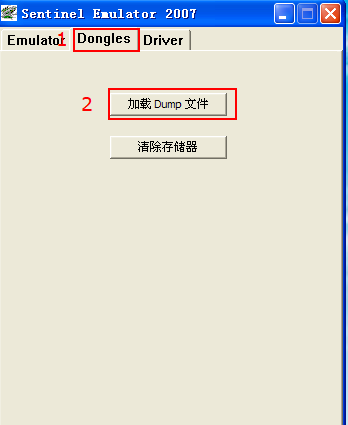 Sentinel Emulator 2007
Emulator 1 Dongles Driver
2 加载 Dump 文件
清除存储器